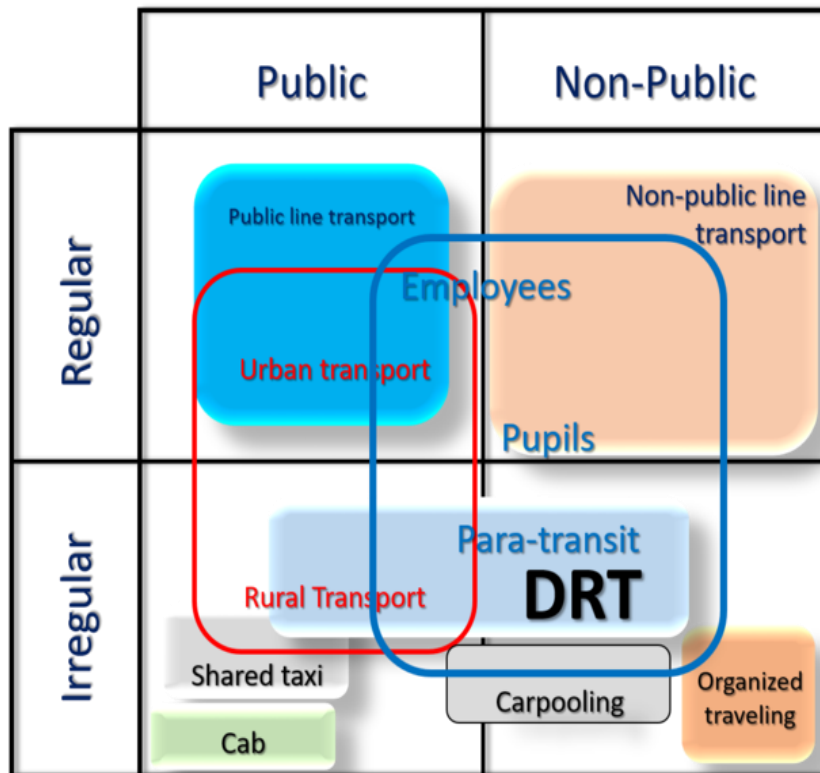 Public
Non-Public
Regular
Public line transport
Non-public line
transport
Employees
Urban transport
Pupils
Irregular
Para-transit
DRT
Rural Transport
Shared taxi
Carpooling
Organized
traveling
Cab